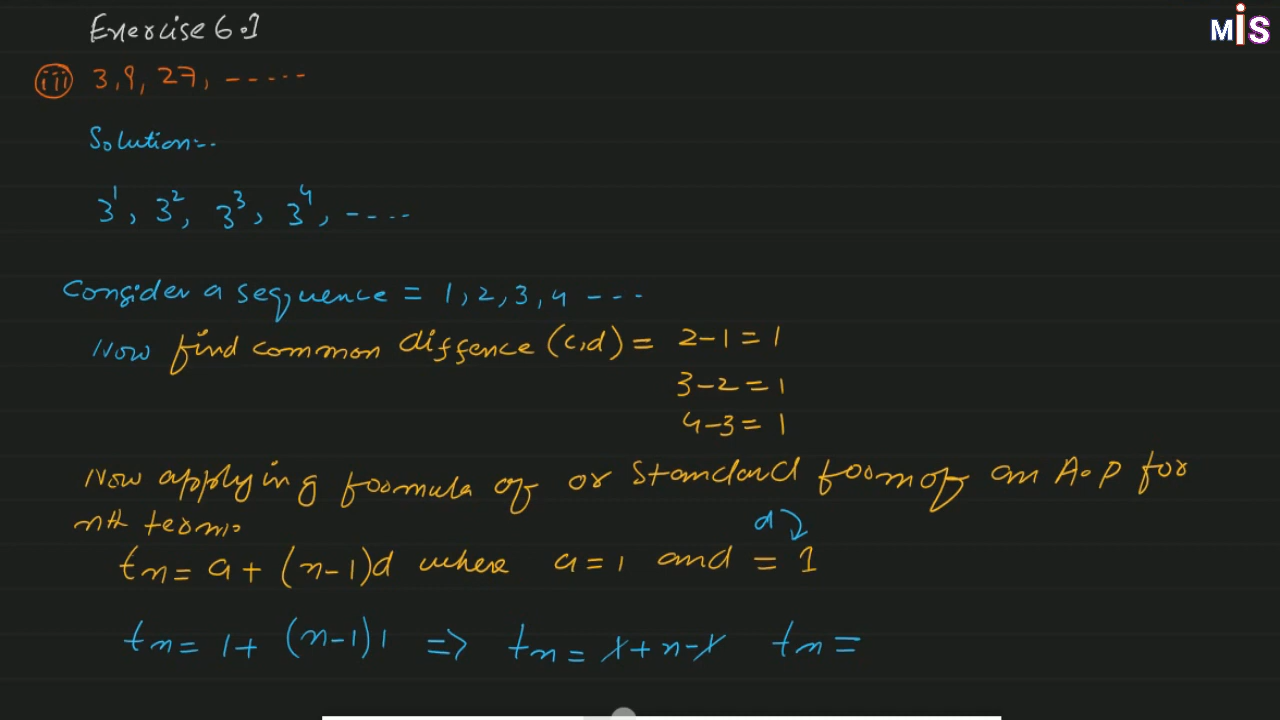 Exercise 6.1
MIS
(iii) 3, 9, 27, ------
Solution:-
3¹, 3², 3³, 3⁴, -----
Consider a sequence = 1, 2, 3, 4 ---
Now find common diffence (c,d) = 2-1 = 1
3-2 = 1
4-3 = 1
Now applying formula of or Standard form of an A.P for
nth term:
d
tn = a + (n-1)d where a = 1 and = 1
tn = 1 + (n-1) 1 => tn = 1 + n - 1 tn =